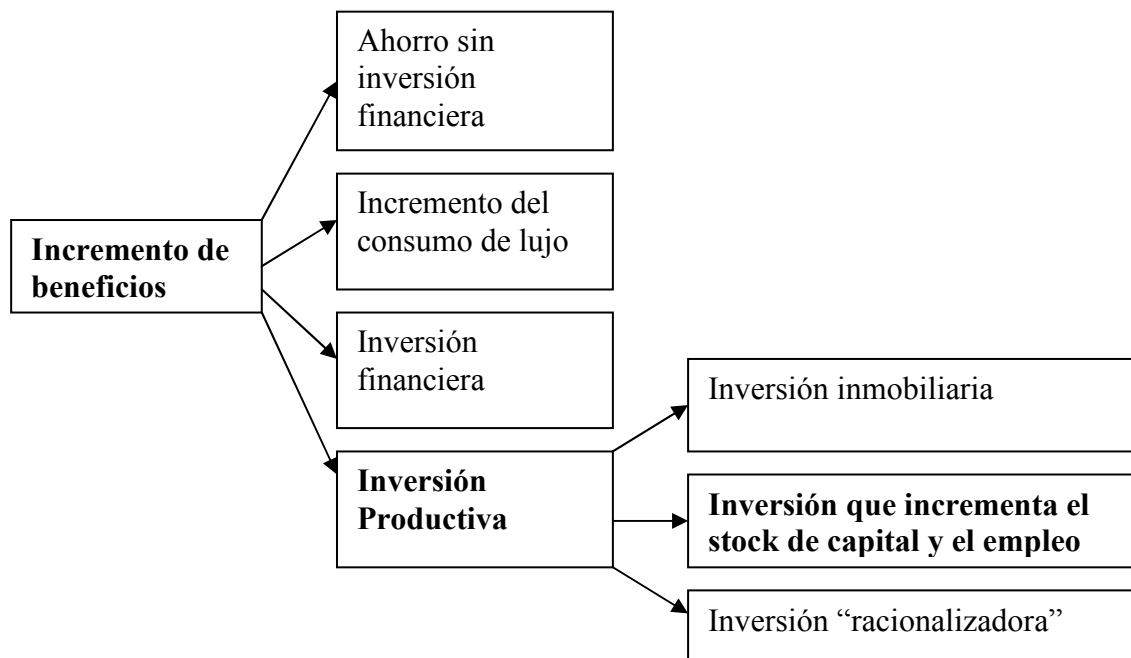 Ahorro sin
inversión
financiera
Incremento del
consumo de lujo
Incremento de
beneficios
Inversión
financiera
Inversión inmobiliaria
Inversión
Productiva
Inversión que incrementa el
stock de capital y el empleo
Inversión “racionalizadora”